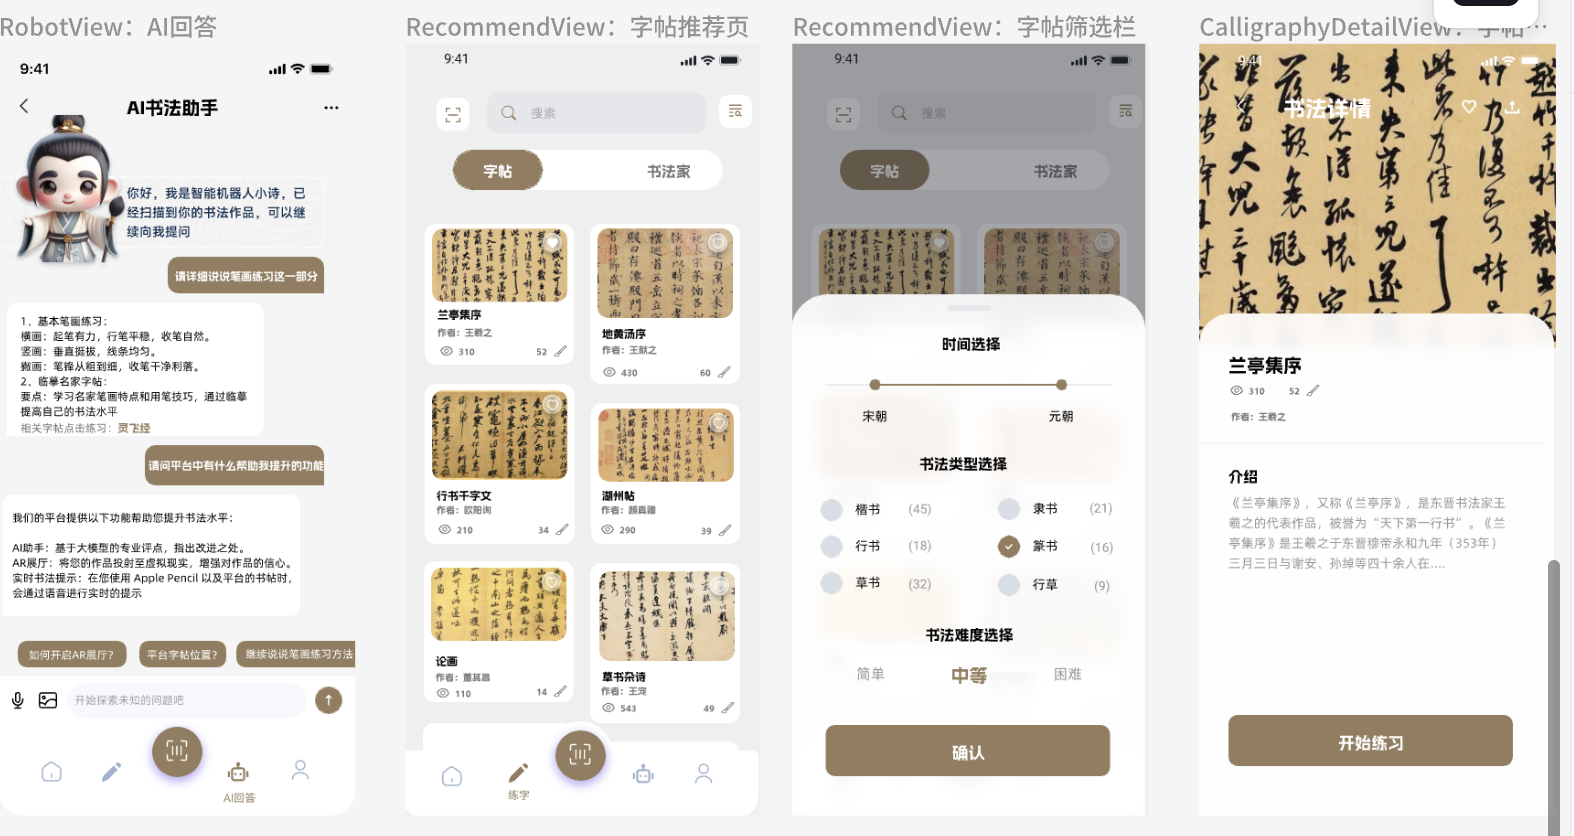 RobotView：AI回答
9:41
AI书法助手
你好，我是智能机器人小诗，已
经扫描到你的书法作品，可以继
续向我提问
请详细说说笔画练习这一部分
1、基本笔画练习：
横画：起笔有力，行笔平稳，收笔自然。
竖画：垂直挺拔，线条均匀。
撇画：笔锋从粗到细，收笔干净利落。
2、临摹名家字帖：
要点：学习名家笔画特点和用笔技巧，通过临摹
提高自己的书法水平
相关字帖点击练习：灵飞经
请问平台中有什么帮助我提升的功能
我们的平台提供以下功能帮助您提升书法水平：
AI助手：基于大模型的专业评点，指出改进之处。
AR展厅：将您的作品投射至虚拟现实，增强对作品的信心。
实时书法提示：在您使用 Apple Pencil 以及平台的书帖时，
会通过语音进行实时的提示
如何开启AR展厅？
平台字帖位置？
继续说说笔画练习方法
开始探索未知的问题吧
AI回答
RecommendView：字帖推荐页
9:41
搜索
字帖
书法家
兰亭集序
作者：王羲之
310
52
地黄汤序
作者：王献之
430
60
行书千字文
作者：欧阳询
210
34
湖州帖
作者：颜真卿
290
39
论画
作者：董其昌
110
14
草书杂诗
作者：王宠
543
49
练字
RecommendView：字帖筛选栏
9:41
搜索
字帖
书法家
时间选择
宋朝
元朝
书法类型选择
楷书 (45)
隶书 (21)
行书 (18)
篆书 (16)
草书 (32)
行草 (9)
书法难度选择
简单
中等
困难
确认
CalligraphyDetailView：字帖…
9:41
书法详情
兰亭集序
310
52
作者：王羲之
介绍
《兰亭集序》，又称《兰亭序》，是东晋书法家王
羲之的代表作品，被誉为“天下第一行书”。《兰
亭集序》是王羲之于东晋穆帝永和九年（353年）
三月三日与谢安、孙绰等四十余人在....
开始练习